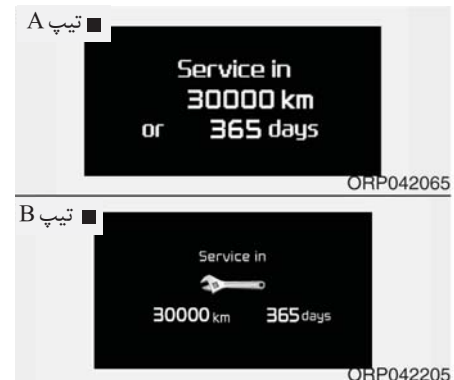 ■ تیپ A
Service in
30000 km
or 365 days
ORP042065
■ تیپ B
Service in
30000 km 365 days
ORP042205